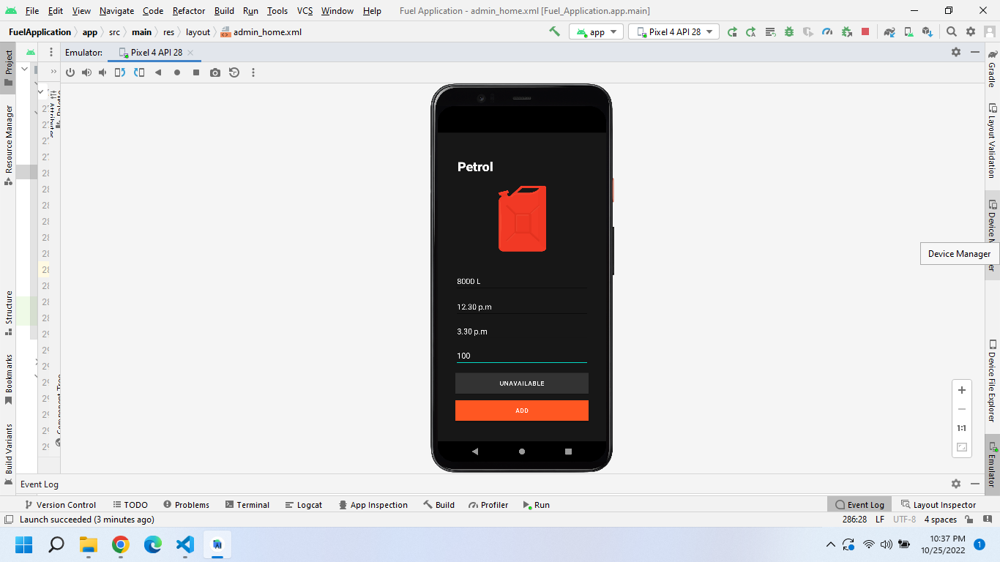 File Edit View Navigate Code Refactor Build Run Tools VCS Window Help Fuel Application - admin_home.xml [Fuel_Application.app.main]
FuelApplication app src main res layout admin_home.xml app Pixel 4 API 28
Emulator: Pixel 4 API 28
Project
Resource Manager
Structure
Bookmarks
Build Variants
Attributes
Component Tree
Petrol
8000 L
12.30 p.m
3.30 p.m
100
UNAVAILABLE
ADD
Gradle
Layout Validation
Device Manager
1:1
Device File Explorer
Emulator
Event Log
Version Control TODO Problems Terminal Logcat App Inspection Build Profiler Run Event Log Layout Inspector
Launch succeeded (3 minutes ago) 286:28 LF UTF-8 4 spaces
10:37 PM
10/25/2022
1